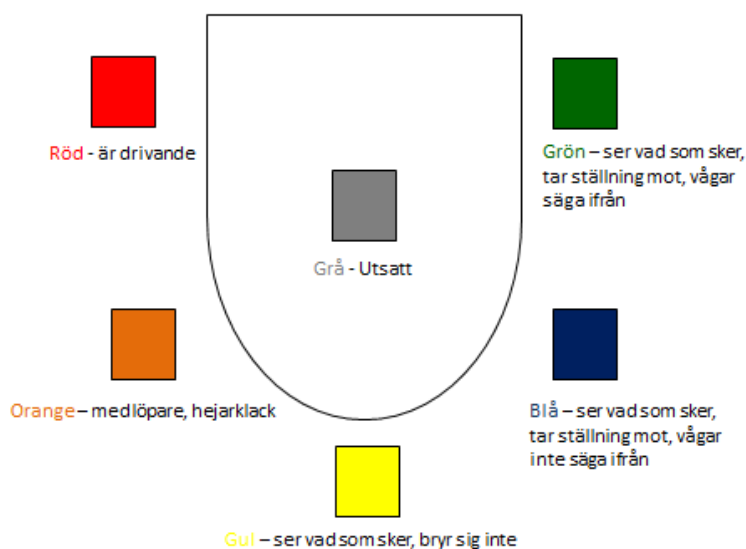 Röd - är drivande
Grön – ser vad som sker,
tar ställning mot, vågar
säga ifrån
Grå - Utsatt
Orange – medlöpare, hejarklack
Blå – ser vad som sker,
tar ställning mot, vågar
inte säga ifrån
Gul – ser vad som sker, bryr sig inte